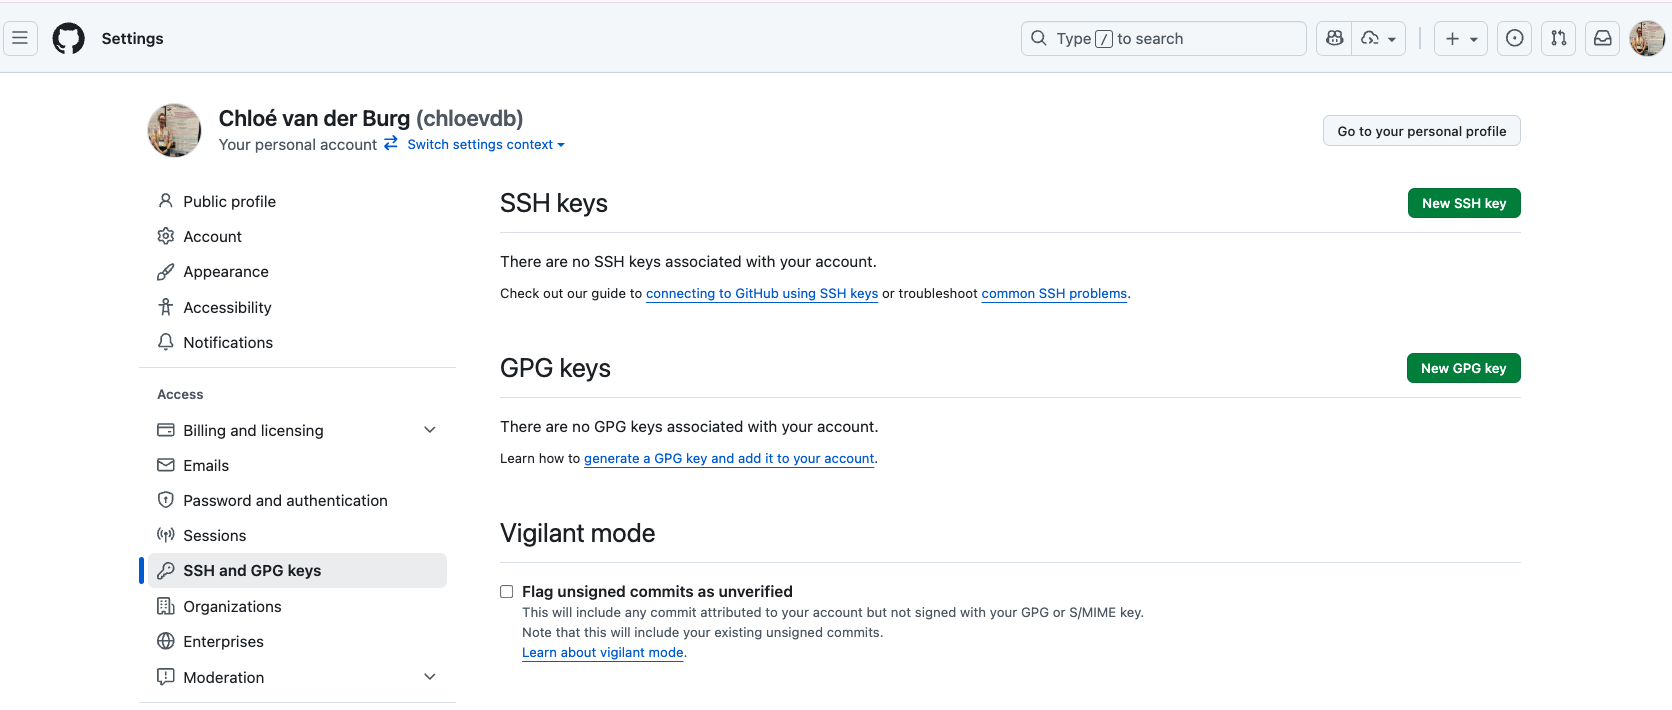 Settings
Type / to search
Chloé van der Burg (chloevdb)
Your personal account Switch settings context
Go to your personal profile
Public profile
Account
Appearance
Accessibility
Notifications
Access
Billing and licensing
Emails
Password and authentication
Sessions
SSH and GPG keys
Organizations
Enterprises
Moderation
SSH keys
New SSH key
There are no SSH keys associated with your account.
Check out our guide to connecting to GitHub using SSH keys or troubleshoot common SSH problems.
GPG keys
New GPG key
There are no GPG keys associated with your account.
Learn how to generate a GPG key and add it to your account.
Vigilant mode
Flag unsigned commits as unverified
This will include any commit attributed to your account but not signed with your GPG or S/MIME key.
Note that this will include your existing unsigned commits.
Learn about vigilant mode.